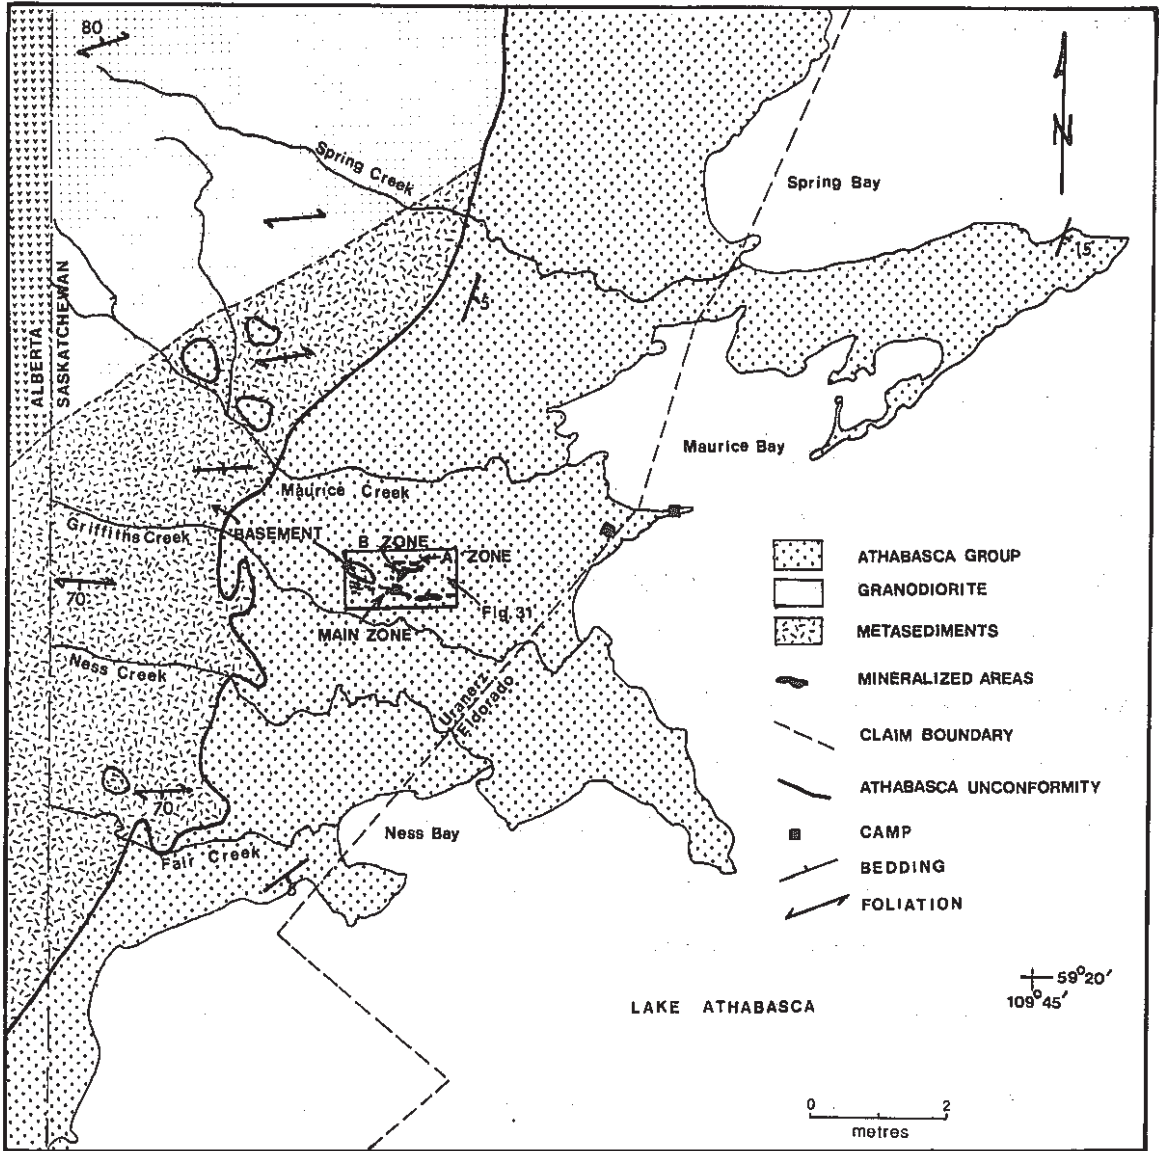 80
Spring Creek
N
Spring Bay
15
5
ALBERTA
SASKATCHEWAN
Maurice Bay
Maurice Creek
Griffiths Creek
BASEMENT
B ZONE
A ZONE
70
Fig. 31
MAIN ZONE
Ness Creek
Uranerz
Eldorado
70
Ness Bay
Fair Creek
ATHABASCA GROUP
GRANODIORITE
METASEDIMENTS
MINERALIZED AREAS
CLAIM BOUNDARY
ATHABASCA UNCONFORMITY
CAMP
BEDDING
FOLIATION
59°20'
109°45'
LAKE ATHABASCA
0 2
metres